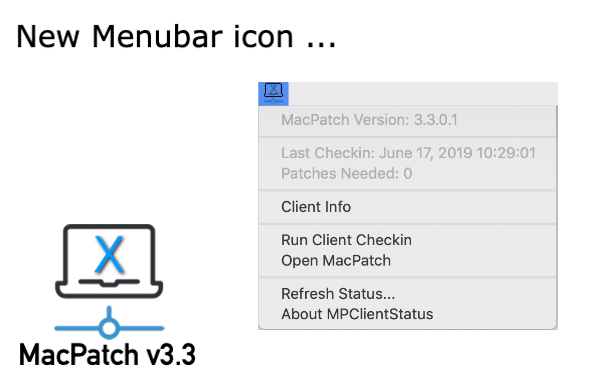 New Menubar icon ...
MacPatch Version: 3.3.0.1
Last Checkin: June 17, 2019 10:29:01
Patches Needed: 0
Client Info
Run Client Checkin
Open MacPatch
Refresh Status...
About MPClientStatus
X
MacPatch v3.3